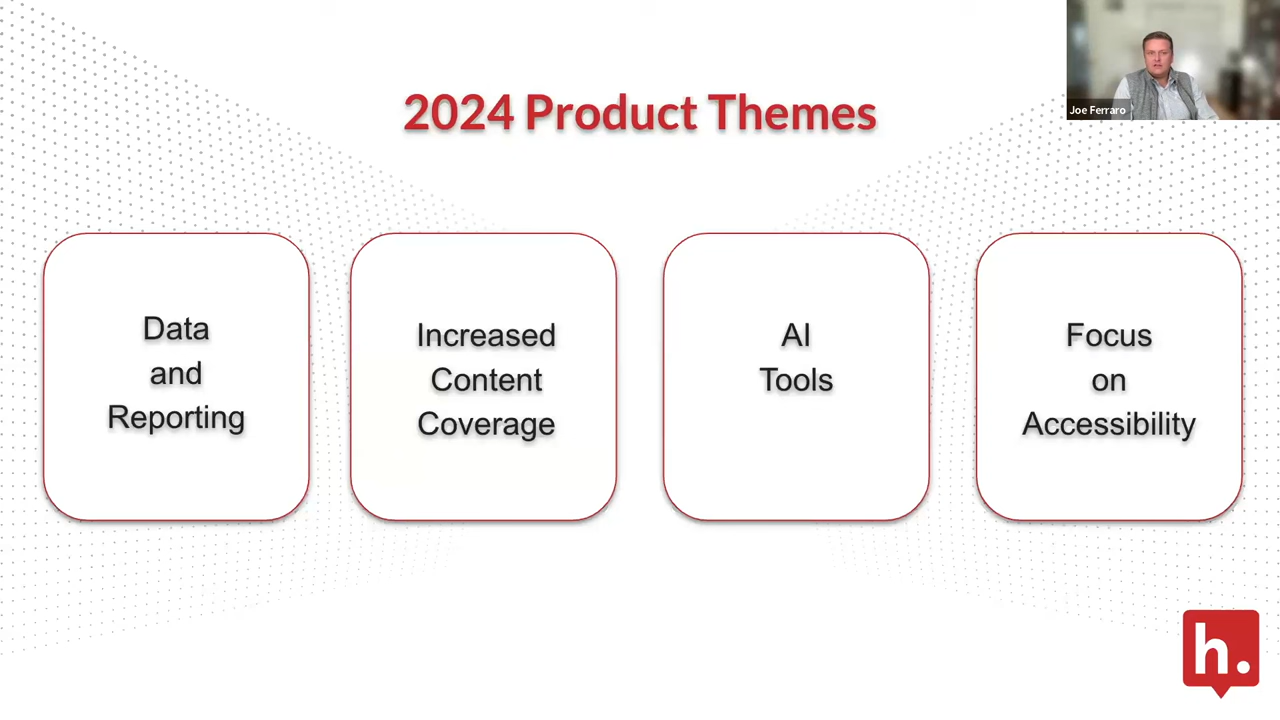 2024 Product Themes
Joe Ferraro
Data
and
Reporting
Increased
Content
Coverage
AI
Tools
Focus
on
Accessibility
h.